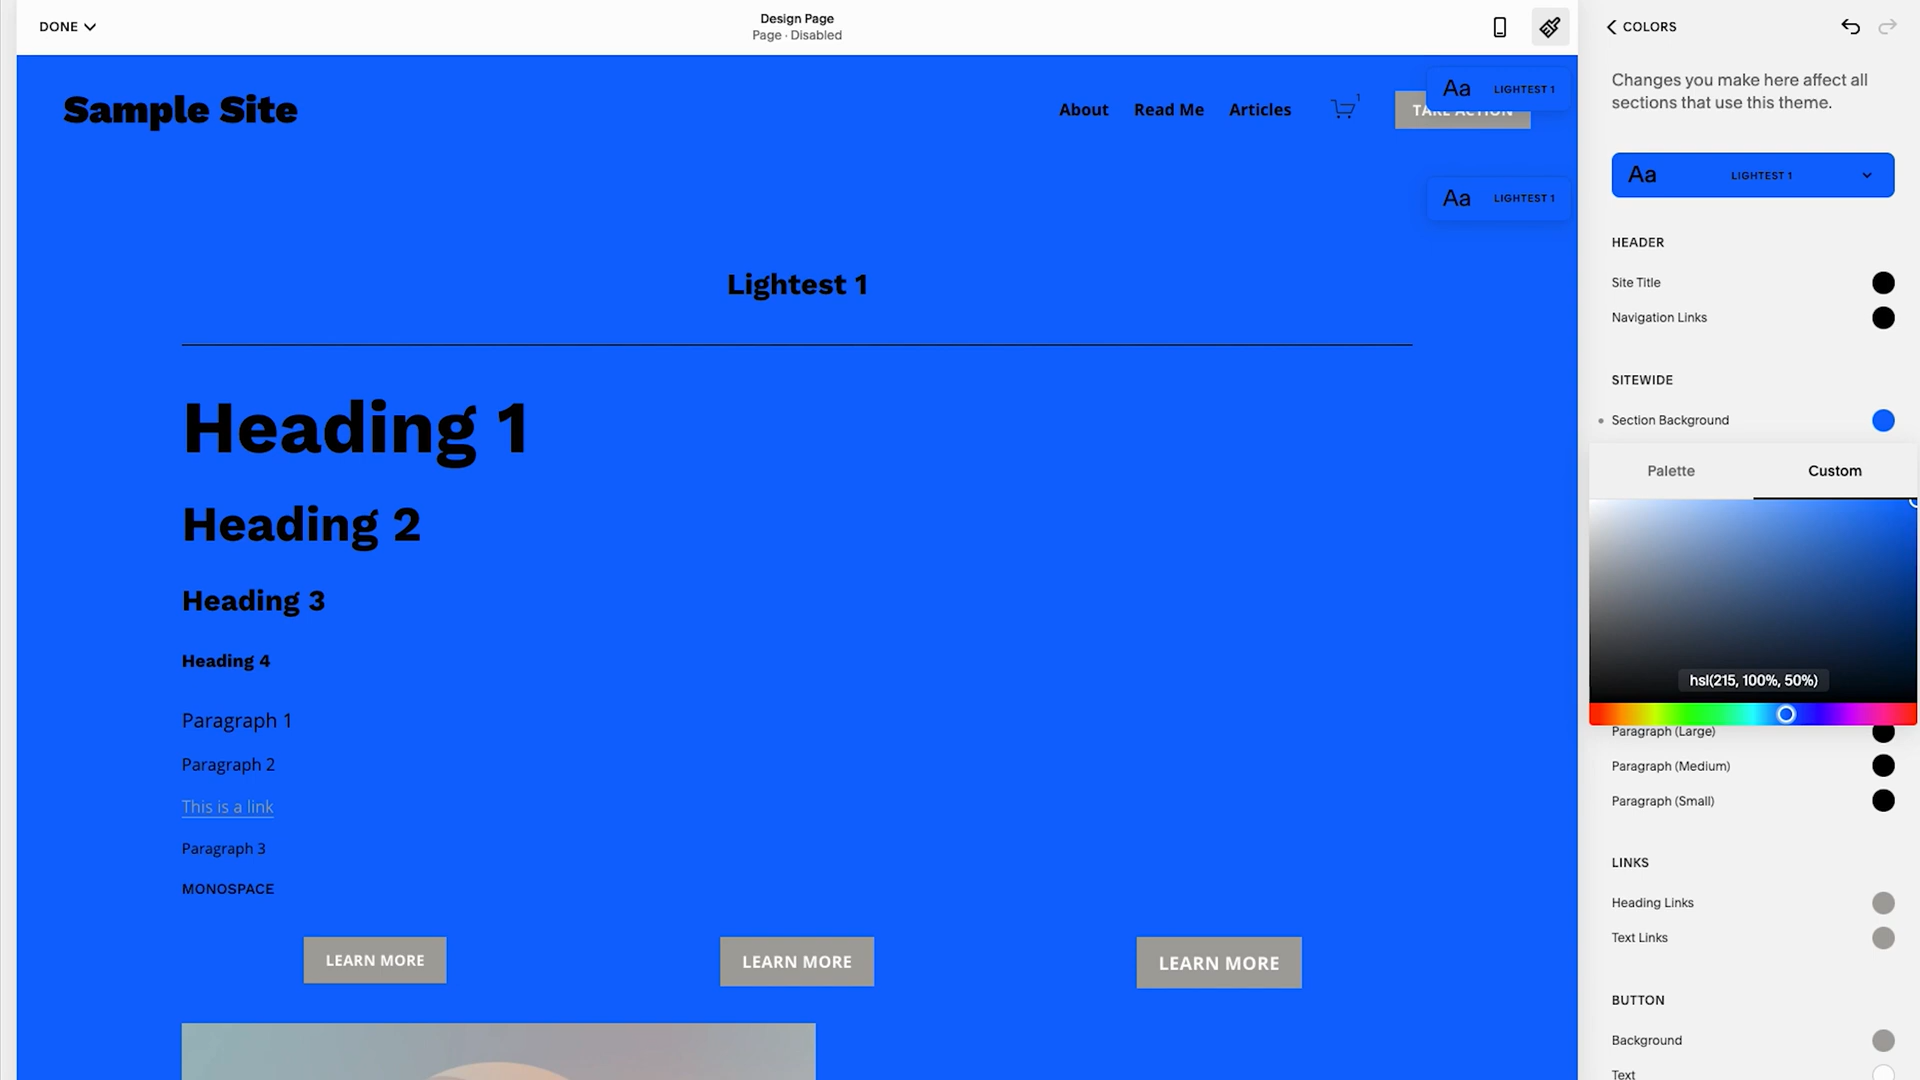 DONE
Design Page
Page · Disabled
COLORS
Sample Site
About
Read Me
Articles
1
TAKE ACTION
Aa LIGHTEST 1
Aa LIGHTEST 1
Lightest 1
Heading 1
Heading 2
Heading 3
Heading 4
Paragraph 1
Paragraph 2
This is a link
Paragraph 3
MONOSPACE
LEARN MORE
LEARN MORE
LEARN MORE
Changes you make here affect all
sections that use this theme.
Aa LIGHTEST 1
HEADER
Site Title
Navigation Links
SITEWIDE
Section Background
Palette
Custom
hsl(215, 100%, 50%)
Paragraph (Large)
Paragraph (Medium)
Paragraph (Small)
LINKS
Heading Links
Text Links
BUTTON
Background
Text